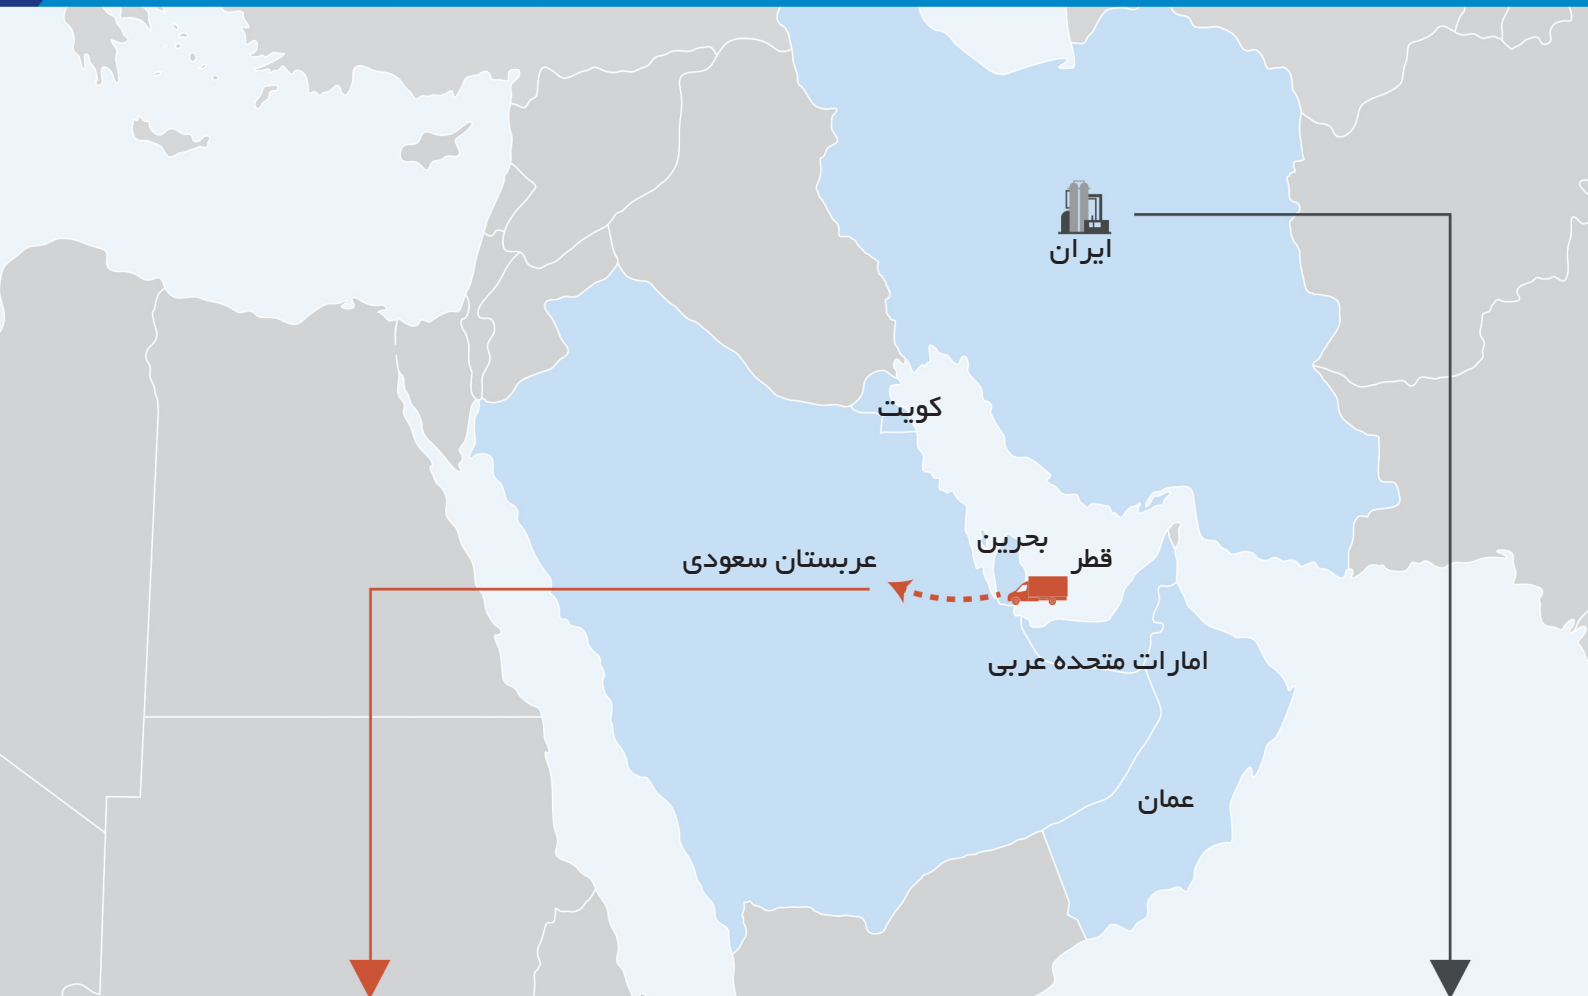 ایران
کویت
بحرین
قطر
عربستان سعودی
امارات متحده عربی
عمان